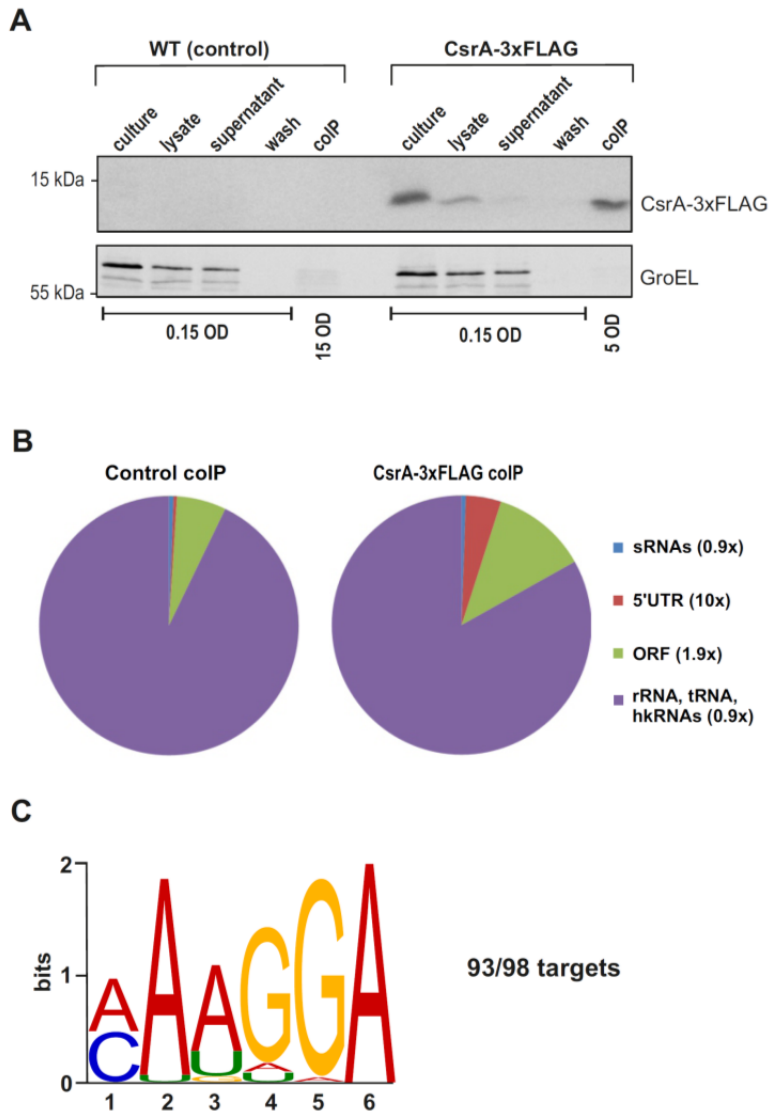 A
WT (control) CsrA-3xFLAG
culture lysate supernatant wash coIP culture lysate supernatant wash coIP
15 kDa
CsrA-3xFLAG
GroEL
55 kDa
0.15 OD 15 OD 0.15 OD 5 OD
B
Control coIP CsrA-3xFLAG coIP
sRNAs (0.9x)
5'UTR (10x)
ORF (1.9x)
rRNA, tRNA,
hkRNAs (0.9x)
C
2
bits
1
0
A C A U A U G A U G G A A
93/98 targets
1 2 3 4 5 6